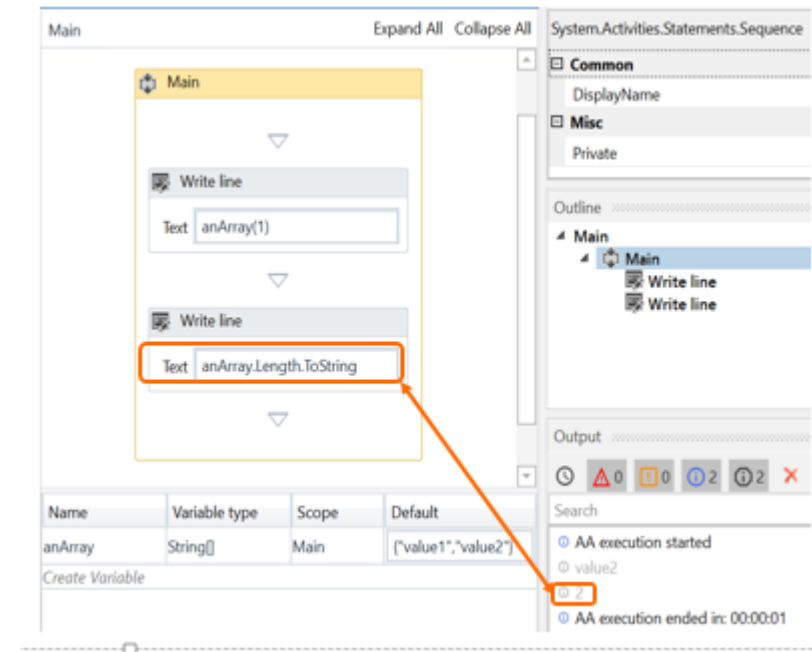 Main Expand All Collapse All
Main
Write line
Text anArray(1)
Write line
Text anArray.Length.ToString
Name Variable type Scope Default
anArray String[] Main {"value1","value2"}
Create Variable
System.Activities.Statements.Sequence
Common
DisplayName
Misc
Private
Outline
Main
Main
Write line
Write line
Output
0 0 2 2
Search
AA execution started
value2
2
AA execution ended in: 00:00:01